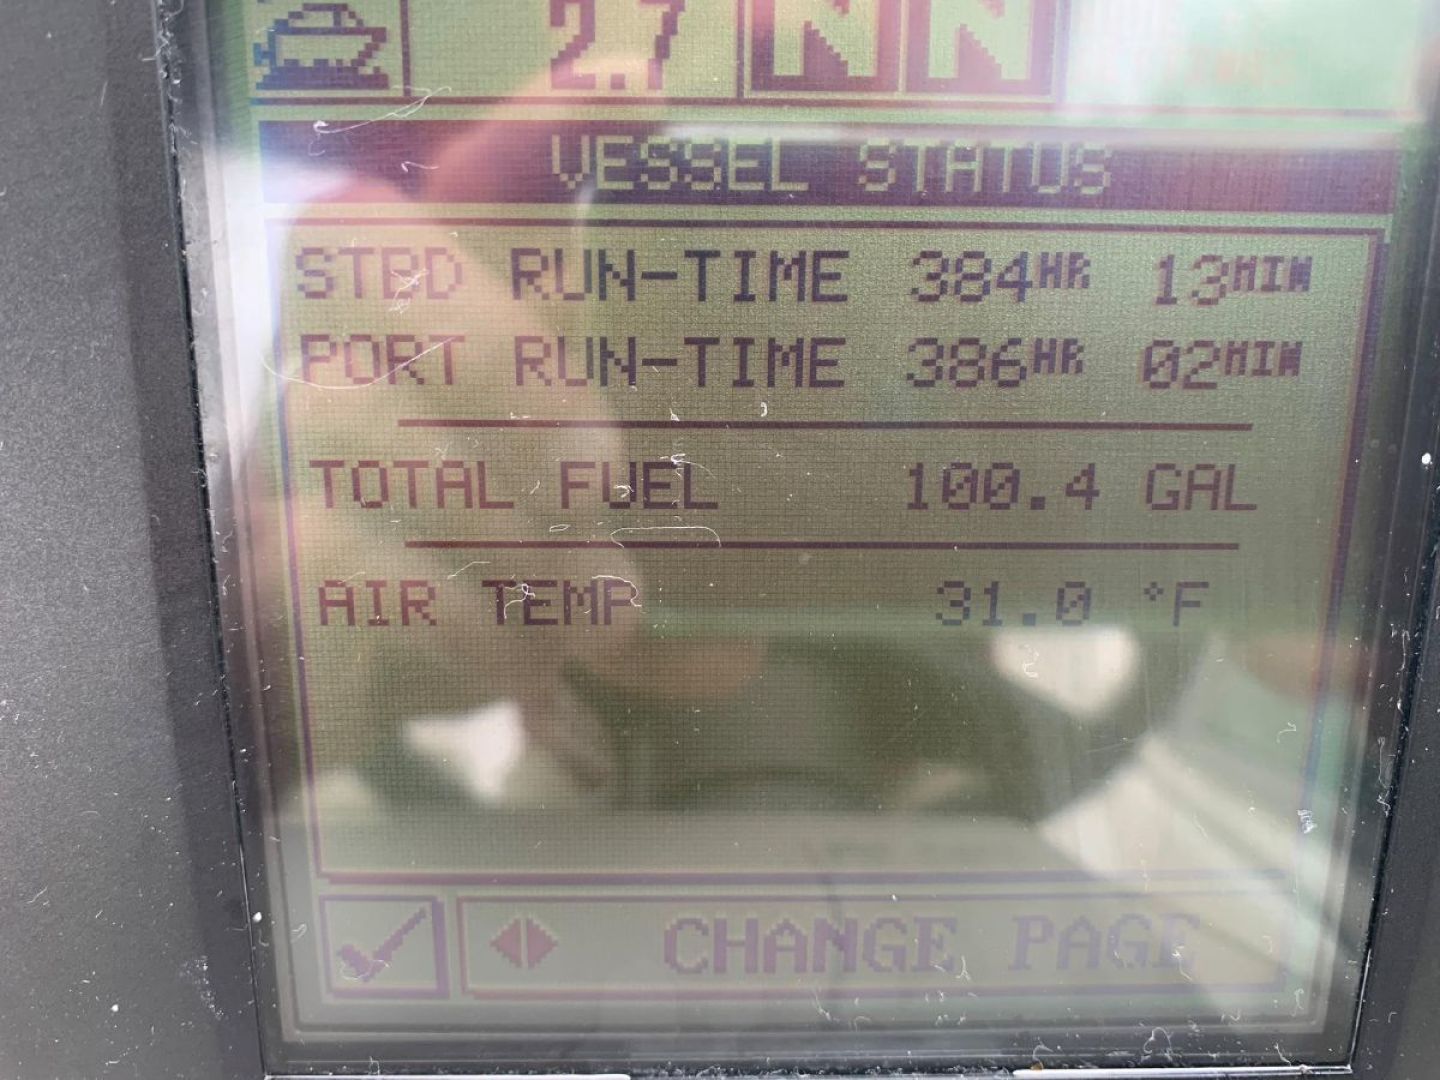 2.7 N N
VESSEL STATUS
STBD RUN-TIME 384HR 13MIN
PORT RUN-TIME 386HR 02MIN
TOTAL FUEL 100.4 GAL
AIR TEMP 31.0 °F
CHANGE PAGE